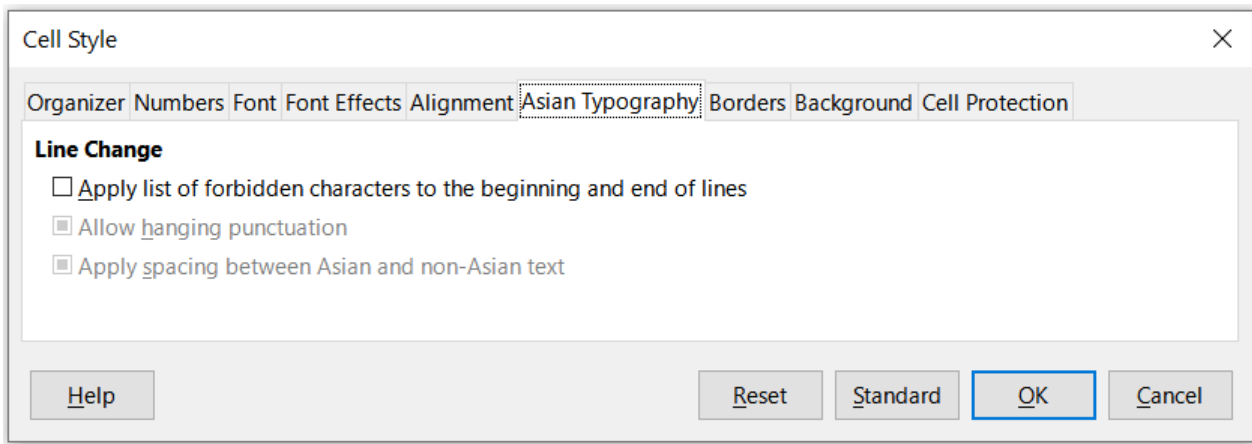 Cell Style
Organizer Numbers Font Font Effects Alignment Asian Typography Borders Background Cell Protection
Line Change
Apply list of forbidden characters to the beginning and end of lines
Allow hanging punctuation
Apply spacing between Asian and non-Asian text
Help Reset Standard OK Cancel